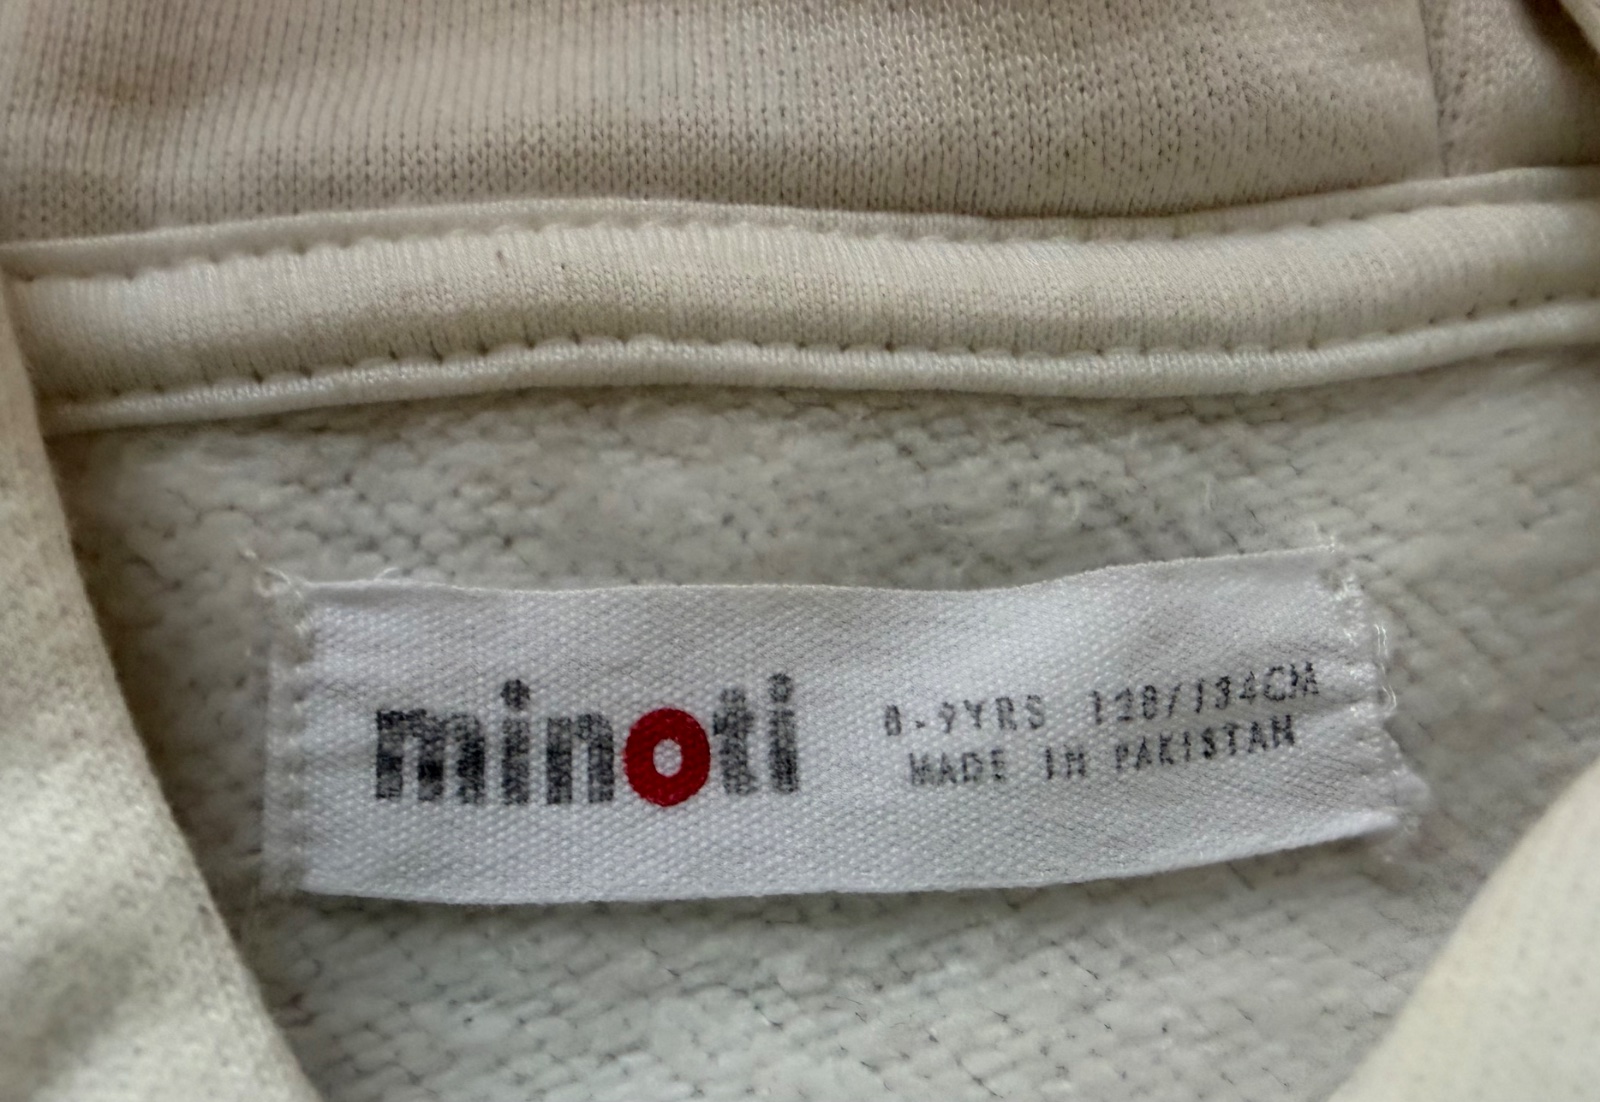 minoti
8-9YRS 128/134CM
MADE IN PAKISTAN